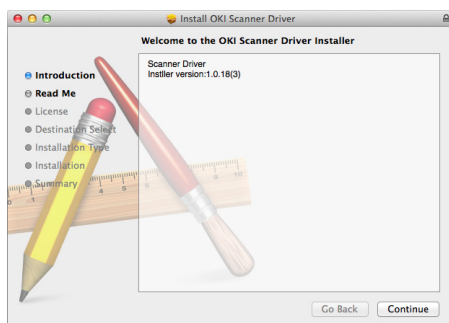 Install OKI Scanner Driver
Welcome to the OKI Scanner Driver Installer
Introduction
Read Me
License
Destination Select
Installation Type
Installation
Summary
Scanner Driver
Instller version:1.0.18(3)
Go Back
Continue